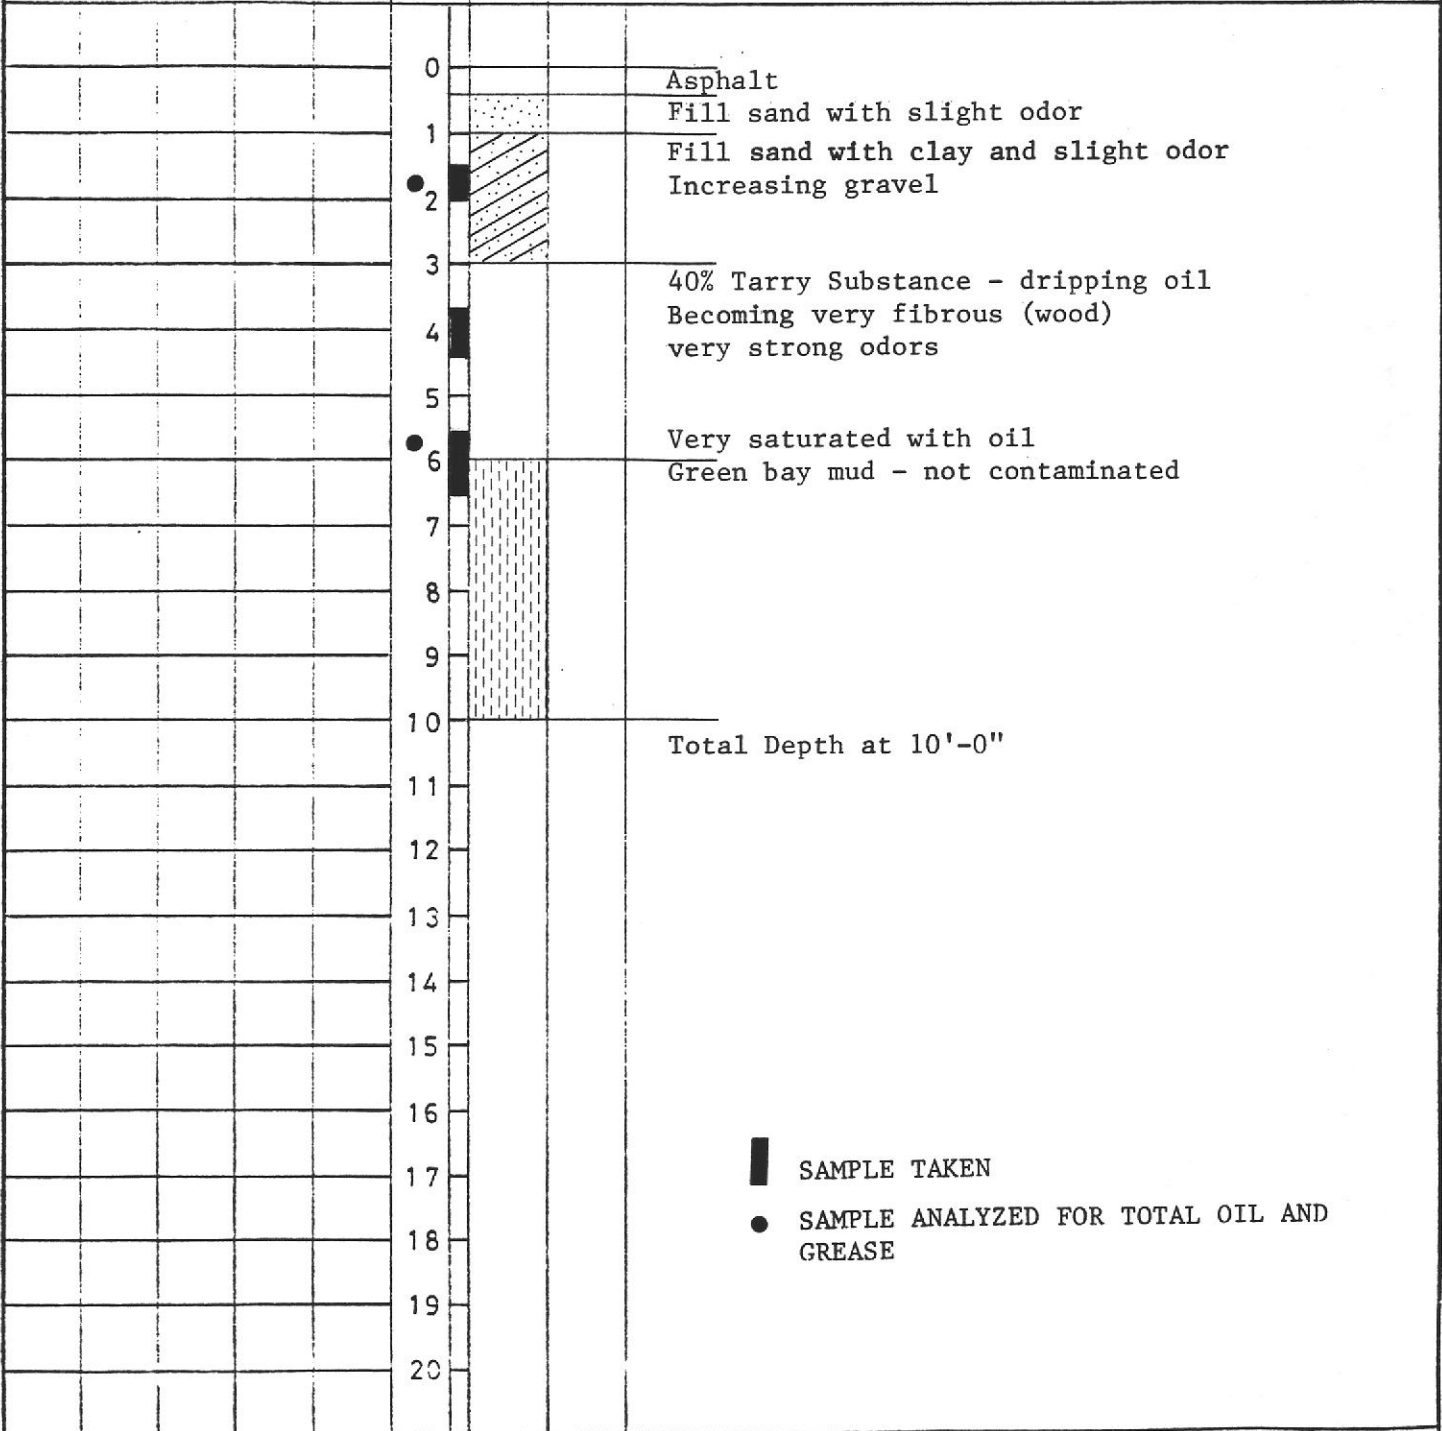 0
Asphalt
Fill sand with slight odor
1
Fill sand with clay and slight odor
Increasing gravel
2
3
40% Tarry Substance - dripping oil
Becoming very fibrous (wood)
4
very strong odors
5
Very saturated with oil
6
Green bay mud - not contaminated
7
8
9
10
Total Depth at 10'-0"
11
12
13
14
15
16
17
SAMPLE TAKEN
SAMPLE ANALYZED FOR TOTAL OIL AND
18
GREASE
19
20